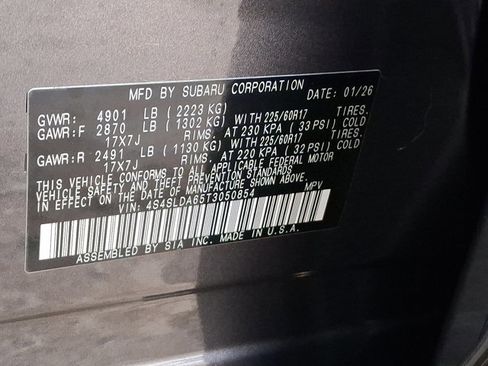 MFD BY SUBARU CORPORATION DATE: 01/26
GVWR: 4901 LB ( 2223 KG) TIRES.
GAWR:F 2870 LB ( 1302 KG) WITH 225/60R17
17X7J RIMS. AT 230 KPA ( 33 PSI) COLD
GAWR:R 2491 LB ( 1130 KG) WITH 225/60R17 TIRES.
17X7J RIMS. AT 220 KPA ( 32 PSI) COLD
THIS VEHICLE CONFORMS TO ALL APPLICABLE FEDERAL MOTOR
VEHICLE SAFETY AND THEFT PREVENTION STANDARDS
IN EFFECT ON THE DATE OF MANUFACTURE SHOWN ABOVE.
VIN: 4S4SLDA65T3050854 MPV
ASSEMBLED BY SIA INC. MADE IN U.S.A.